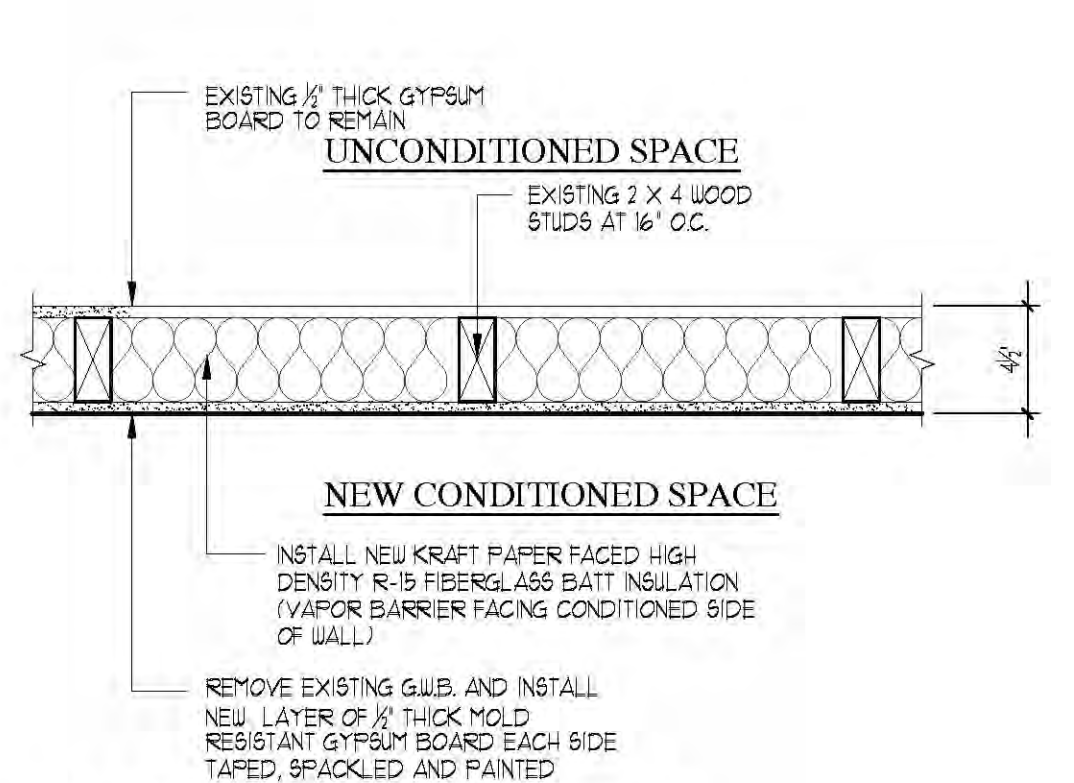 EXISTING ½" THICK GYPSUM
BOARD TO REMAIN
UNCONDITIONED SPACE
EXISTING 2 X 4 WOOD
STUDS AT 16" O.C.
4½"
NEW CONDITIONED SPACE
INSTALL NEW KRAFT PAPER FACED HIGH
DENSITY R-15 FIBERGLASS BATT INSULATION
(VAPOR BARRIER FACING CONDITIONED SIDE
OF WALL)
REMOVE EXISTING G.W.B. AND INSTALL
NEW LAYER OF ½" THICK MOLD
RESISTANT GYPSUM BOARD EACH SIDE
TAPED, SPACKLED AND PAINTED